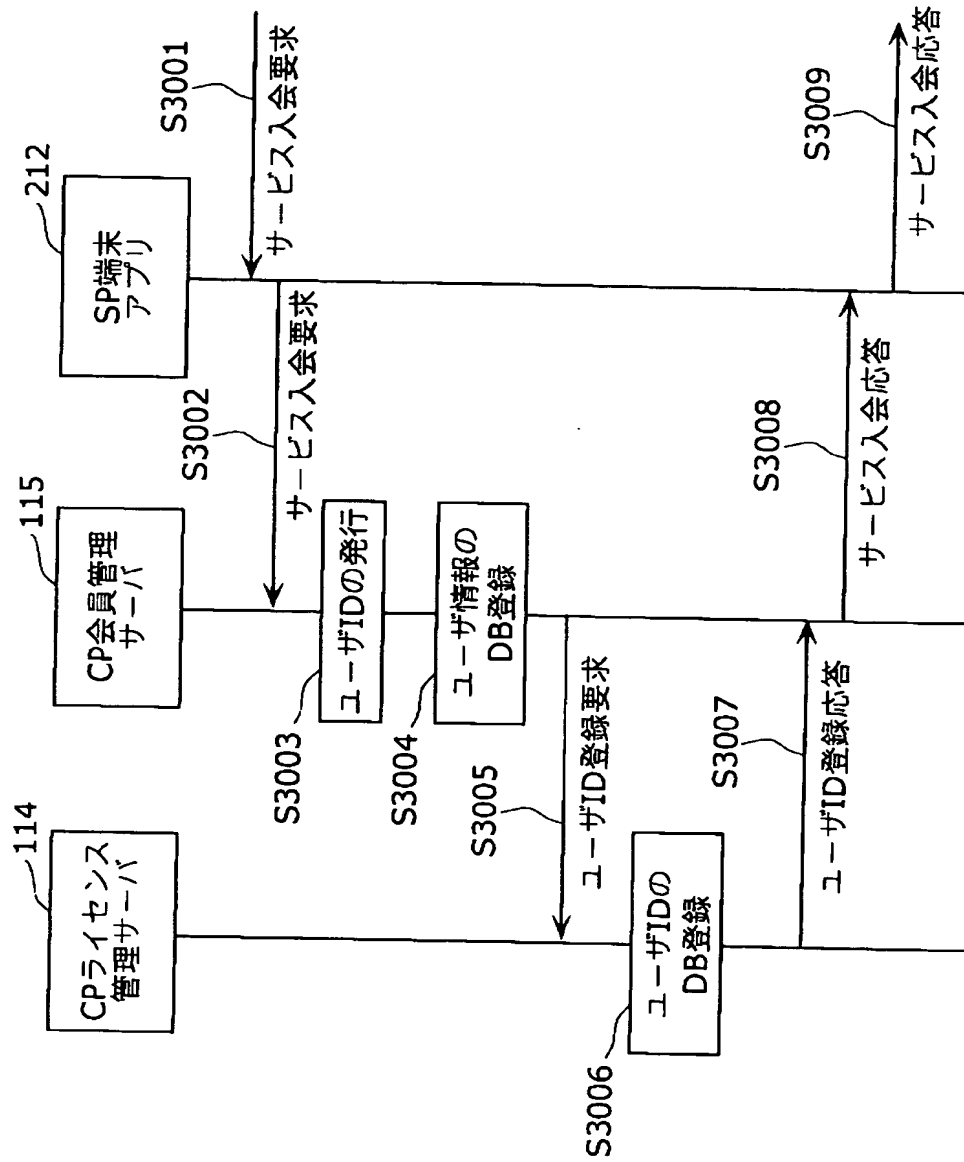 114
CPライセンス
管理サーバ
115
CP会員管理
サーバ
212
SP端末
アプリ
S3001
サービス入会要求
S3002
サービス入会要求
S3003
ユーザIDの発行
S3004
ユーザ情報の
DB登録
S3005
ユーザID登録要求
S3006
ユーザIDの
DB登録
S3007
ユーザID登録応答
S3008
サービス入会応答
S3009
サービス入会応答